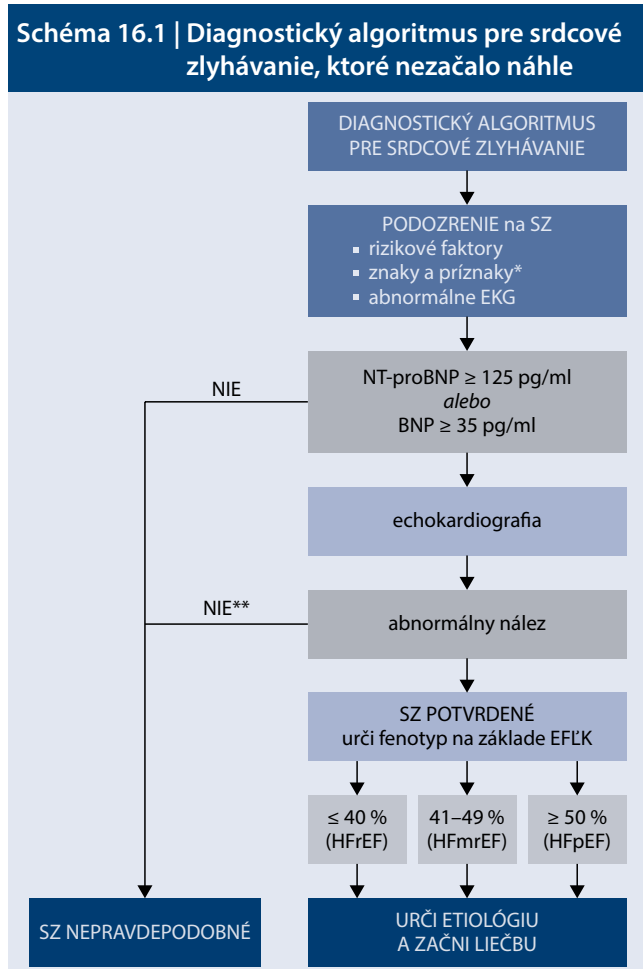 Schéma 16.1 | Diagnostický algoritmus pre srdcové
zlyhávanie, ktoré nezačalo náhle
DIAGNOSTICKÝ ALGORITMUS
PRE SRDCOVÉ ZLYHÁVANIE
PODOZRENIE na SZ
▪ rizikové faktory
▪ znaky a príznaky*
▪ abnormálne EKG
NIE
NT-proBNP ≥ 125 pg/ml
alebo
BNP ≥ 35 pg/ml
echokardiografia
NIE**
abnormálny nález
SZ POTVRDENÉ
urči fenotyp na základe EFĽK
≤ 40 %
(HFrEF)
41–49 %
(HFmrEF)
≥ 50 %
(HFpEF)
SZ NEPRAVDEPODOBNÉ
URČI ETIOLÓGIU
A ZAČNI LIEČBU